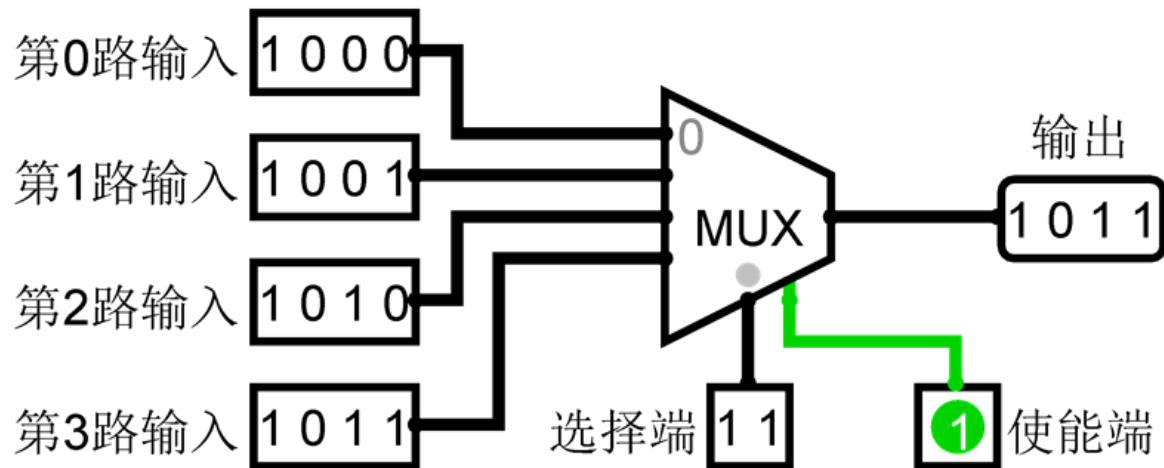 第0路输入 1 0 0 0
第1路输入 1 0 0 1
第2路输入 1 0 1 0
第3路输入 1 0 1 1
0
MUX
输出
1 0 1 1
选择端 1 1
1 使能端